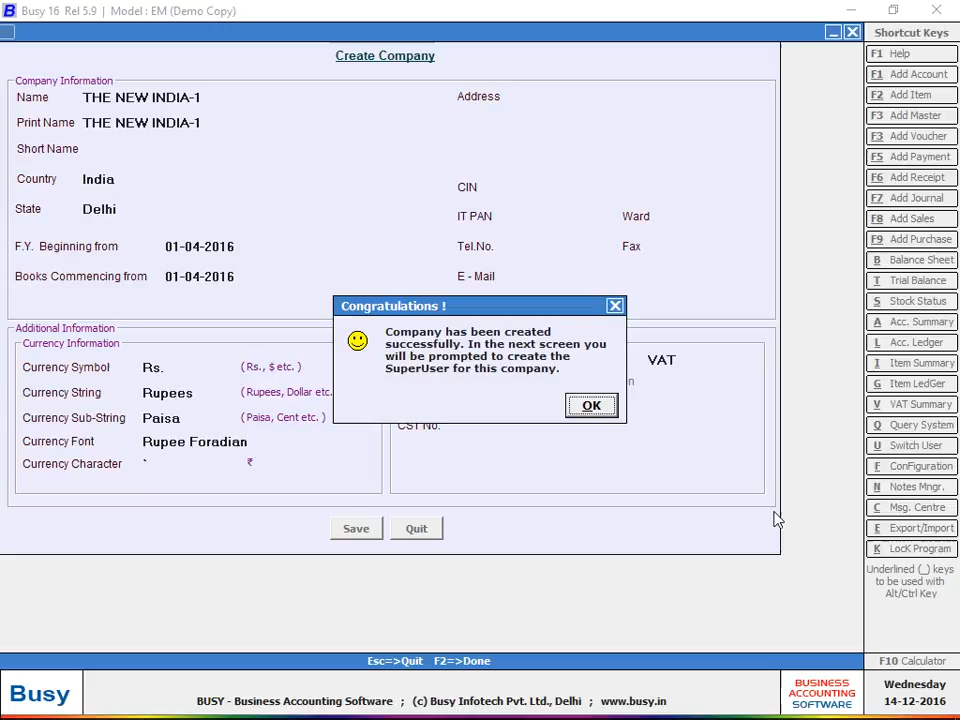 B Busy 16 Rel 5.9 | Model : EM (Demo Copy)
Create Company
Company Information
Name THE NEW INDIA-1 Address
Print Name THE NEW INDIA-1
Short Name
Country India
CIN
State Delhi
IT PAN Ward
F.Y. Beginning from 01-04-2016 Tel.No. Fax
Books Commencing from 01-04-2016 E - Mail
Additional Information
Currency Information
Currency Symbol Rs. (Rs., $ etc. )
Currency String Rupees (Rupees, Dollar etc.
Currency Sub-String Paisa (Paisa, Cent etc. )
Currency Font Rupee Foradian
Currency Character ` ₹
VAT
CST No.
Congratulations !
Company has been created
successfully. In the next screen you
will be prompted to create the
SuperUser for this company.
OK
Save Quit
Shortcut Keys
F1 Help
F1 Add Account
F2 Add Item
F3 Add Master
F3 Add Voucher
F5 Add Payment
F6 Add Receipt
F7 Add Journal
F8 Add Sales
F9 Add Purchase
B Balance Sheet
T Trial Balance
S Stock Status
A Acc. Summary
L Acc. Ledger
I Item Summary
G Item LedGer
V VAT Summary
Q Query System
U Switch User
F ConFiguration
N Notes Mngr.
C Msg. Centre
E Export/Import
K LocK Program
Underlined (_) keys
to be used with
Alt/Ctrl Key
Esc=>Quit F2=>Done
F10 Calculator
Busy
BUSY - Business Accounting Software ; (c) Busy Infotech Pvt. Ltd., Delhi ; www.busy.in
BUSINESS
ACCOUNTING
SOFTWARE
Wednesday
14-12-2016